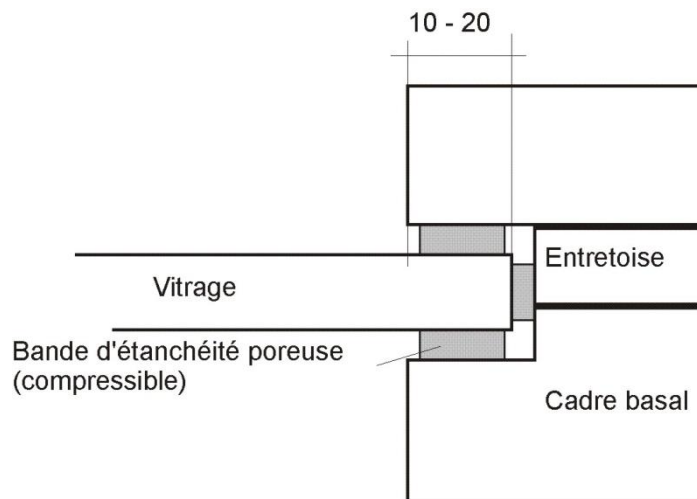 10 - 20
Entretoise
Vitrage
Bande d'étanchéité poreuse
(compressible)
Cadre basal